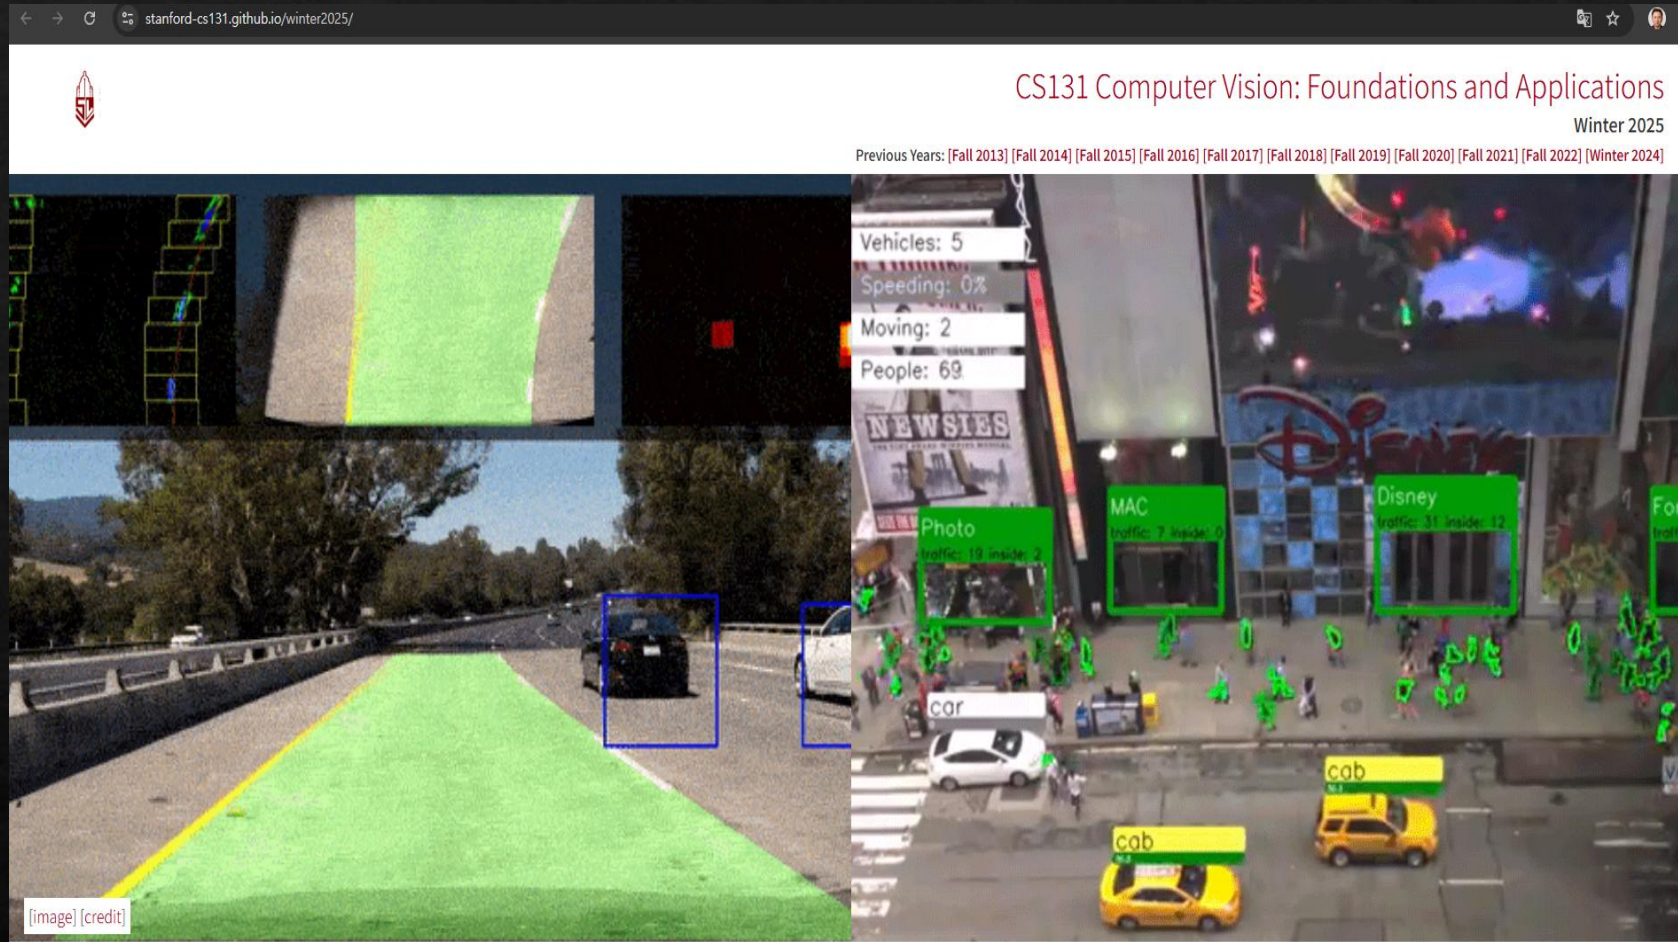 stanford-cs131.github.io/winter2025/
CS131 Computer Vision: Foundations and Applications
Winter 2025
Previous Years: [Fall 2013] [Fall 2014] [Fall 2015] [Fall 2016] [Fall 2017] [Fall 2018] [Fall 2019] [Fall 2020] [Fall 2021] [Fall 2022] [Winter 2024]
Vehicles: 5
Speeding: 0%
Moving: 2
People: 69
NEWSIES
DISNEY
Photo
traffic: 19 inside: 2
MAC
traffic: 7 inside: 0
Disney
traffic: 31 inside: 12
car
cab
cab
[image] [credit]